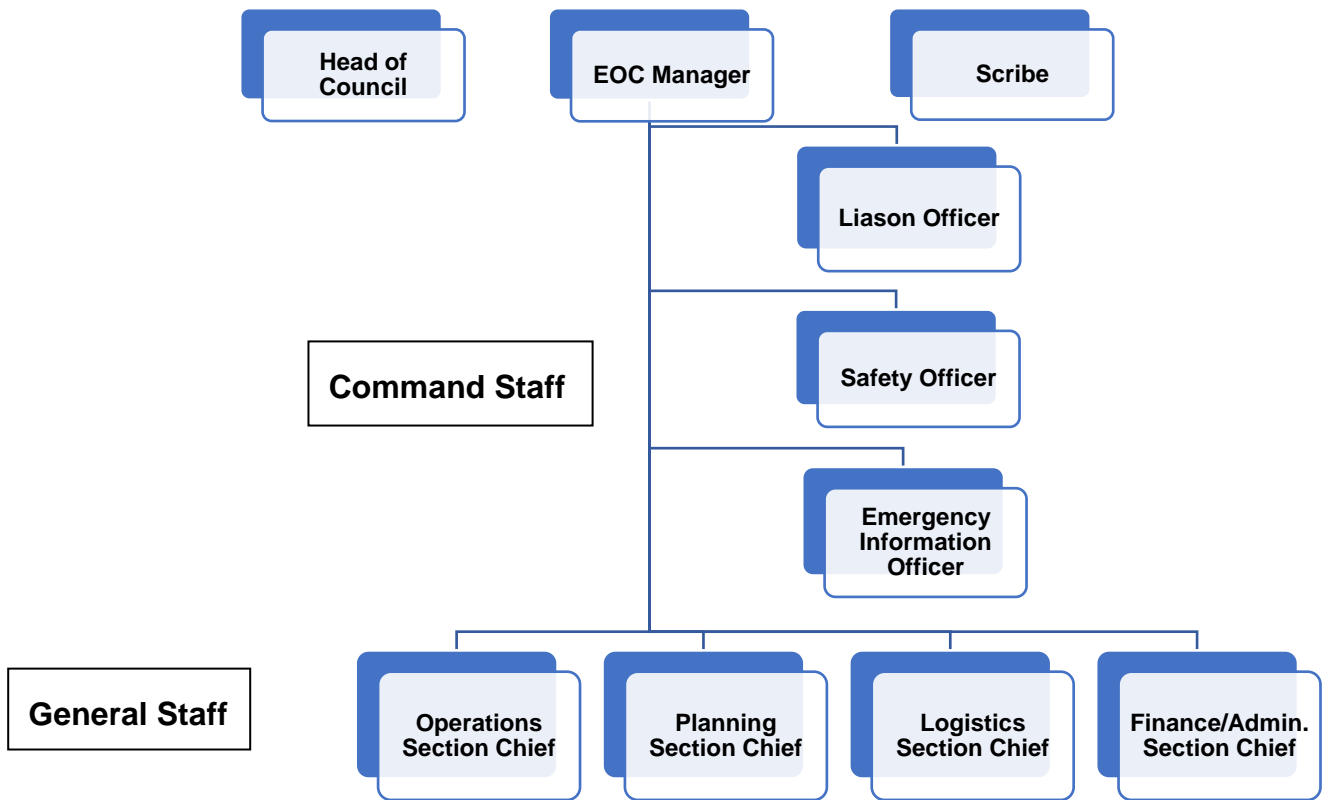 Head of
Council
EOC Manager
Scribe
Liason Officer
Command Staff
Safety Officer
Emergency
Information
Officer
General Staff
Operations
Section Chief
Planning
Section Chief
Logistics
Section Chief
Finance/Admin.
Section Chief